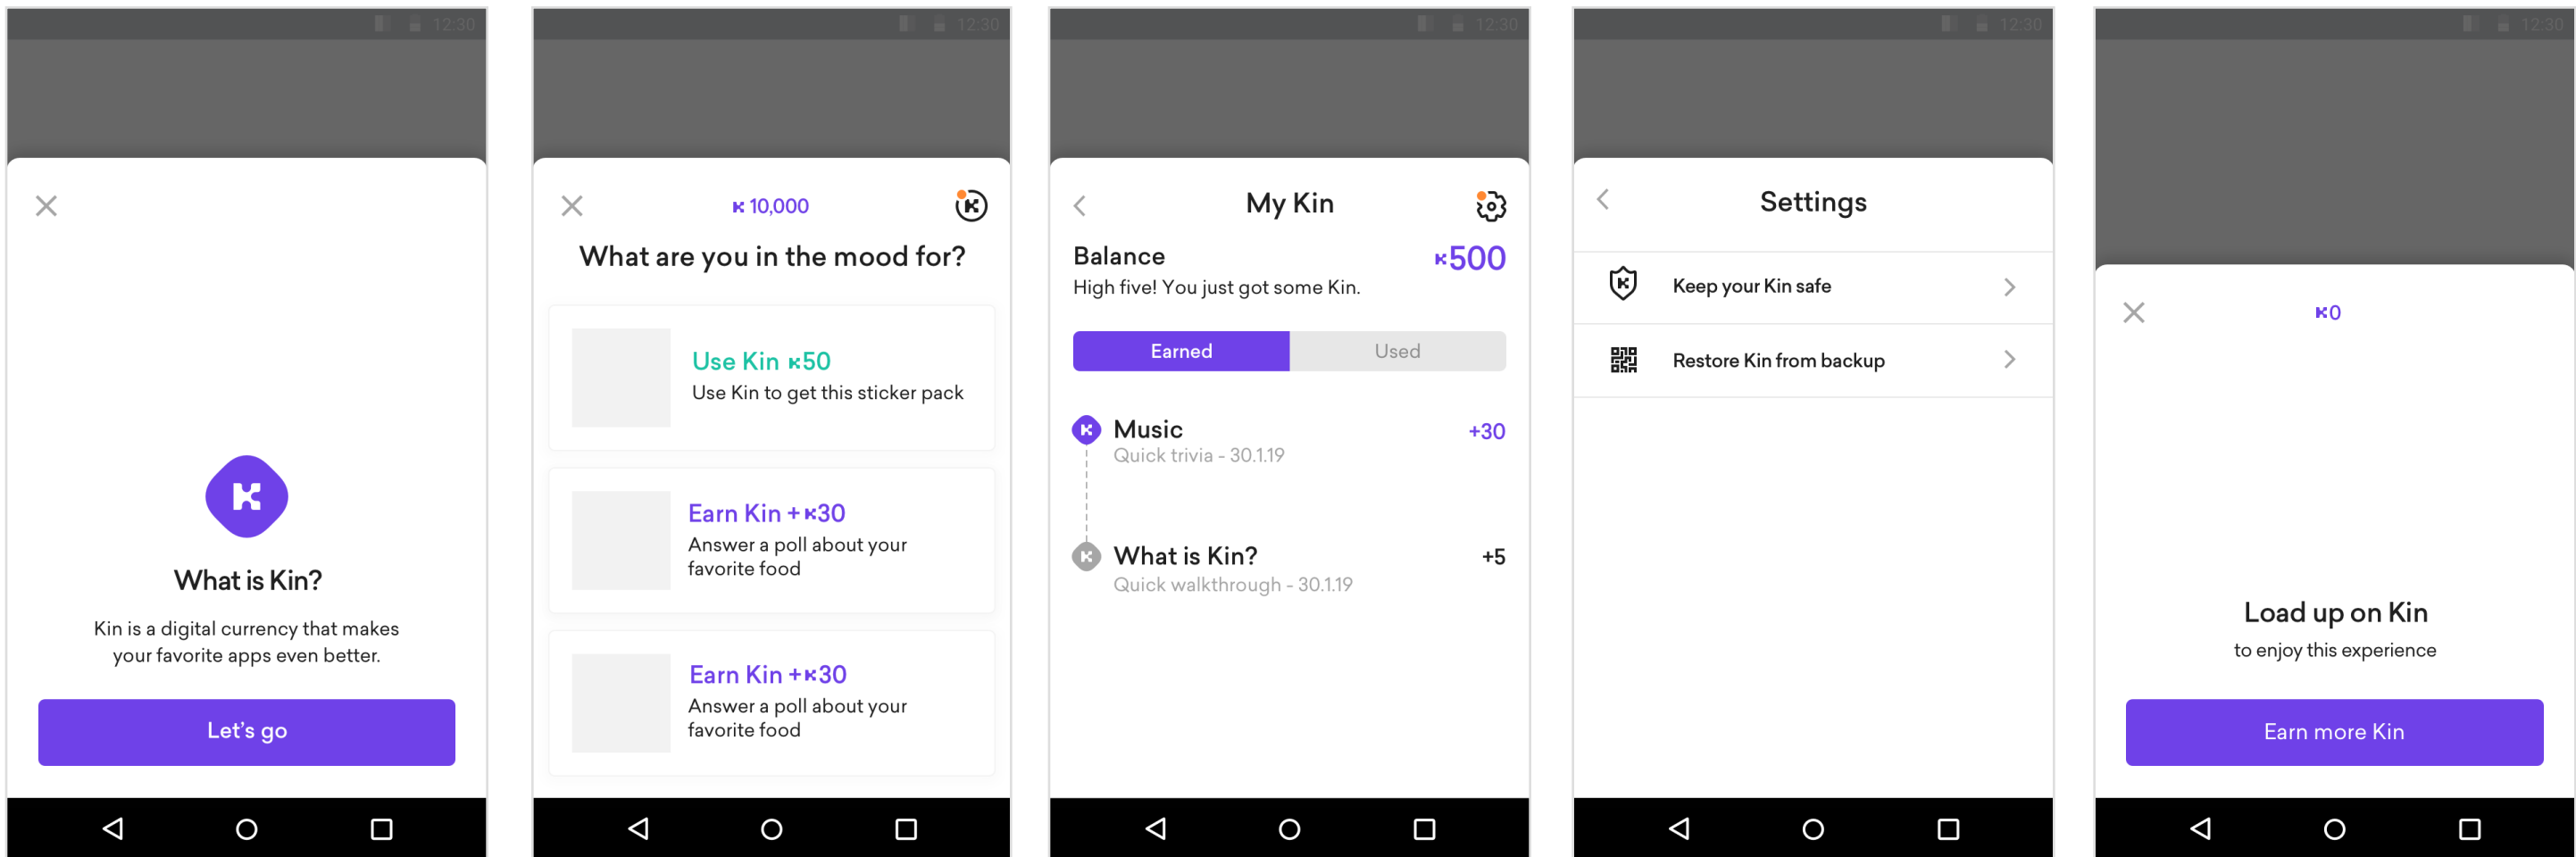 12:30
What is Kin?
Kin is a digital currency that makes
your favorite apps even better.
Let's go
12:30
10,000
What are you in the mood for?
Use Kin 50
Use Kin to get this sticker pack
Earn Kin + 30
Answer a poll about your
favorite food
Earn Kin + 30
Answer a poll about your
favorite food
12:30
My Kin
Balance
500
High five! You just got some Kin.
Earned
Used
Music
+30
Quick trivia - 30.1.19
What is Kin?
+5
Quick walkthrough - 30.1.19
12:30
Settings
Keep your Kin safe
Restore Kin from backup
12:30
0
Load up on Kin
to enjoy this experience
Earn more Kin